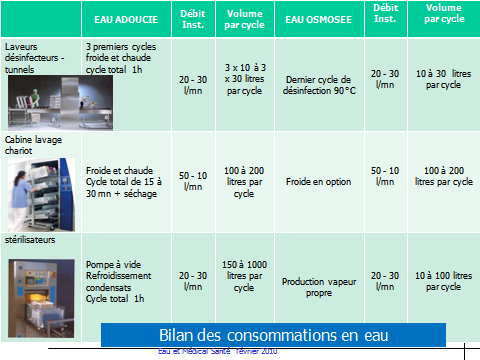 EAU ADOUCIE
Débit
Inst.
Volume
par cycle
EAU OSMOSEE
Débit
Inst.
Volume
par cycle
Laveurs
désinfecteurs -
tunnels
3 premiers cycles
froide et chaude
cycle total 1h
20 - 30
l/mn
3 x 10 à 3
x 30 litres
par cycle
Dernier cycle de
désinfection 90°C
20 - 30
l/mn
10 à 30 litres
par cycle
Cabine lavage
chariot
Froide et chaude
Cycle total de 15 à
30 mn + séchage
50 - 10
l/mn
100 à 200
litres par
cycle
Froide en option
50 - 10
l/mn
100 à 200
litres par cycle
stérilisateurs
Pompe à vide
Refroidissement
condensats
Cycle total 1h
20 - 30
l/mn
150 à 1000
litres par
cycle
Production vapeur
propre
20 - 30
l/mn
10 à 100 litres
par cycle
Bilan des consommations en eau
Eau et Médical Santé février 2010